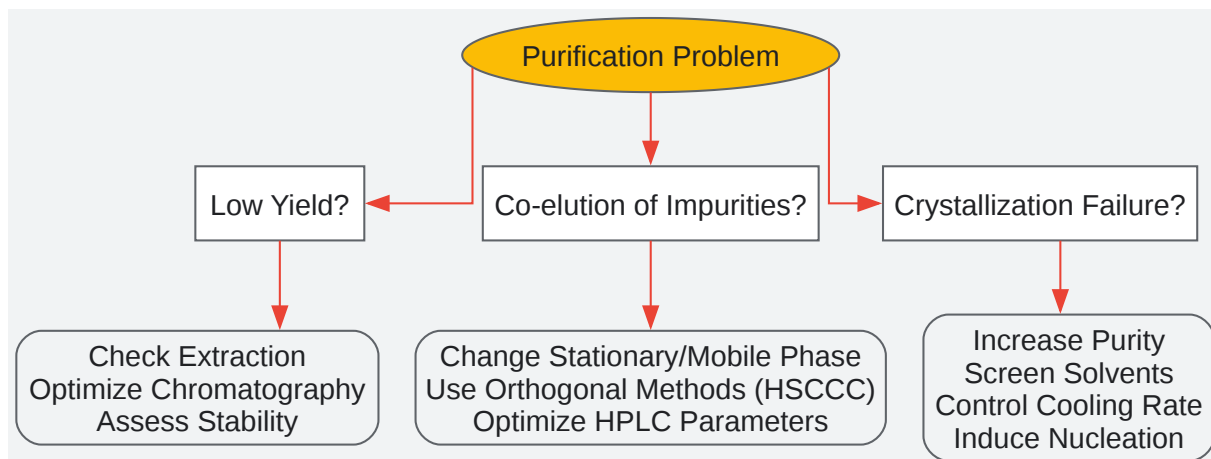 Purification Problem
Low Yield?
Co-elution of Impurities?
Crystallization Failure?
Check Extraction
Optimize Chromatography
Assess Stability
Change Stationary/Mobile Phase
Use Orthogonal Methods (HSCCC)
Optimize HPLC Parameters
Increase Purity
Screen Solvents
Control Cooling Rate
Induce Nucleation